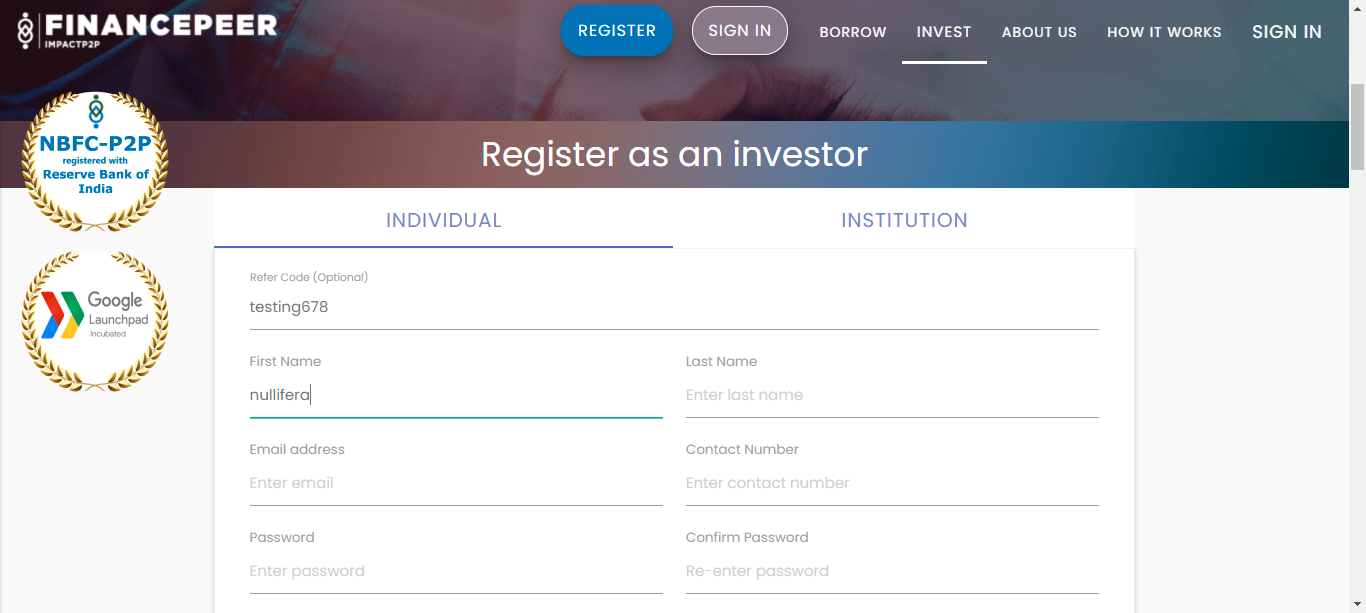 FINANCEPEER
IMPACTP2P
REGISTER
SIGN IN
BORROW
INVEST
ABOUT US
HOW IT WORKS
SIGN IN
NBFC-P2P
registered with
Reserve Bank of
India
Register as an investor
Google
Launchpad
Incubated
INDIVIDUAL
INSTITUTION
Refer Code (Optional)
testing678
First Name
nullifera
Last Name
Enter last name
Email address
Enter email
Contact Number
Enter contact number
Password
Enter password
Confirm Password
Re-enter password